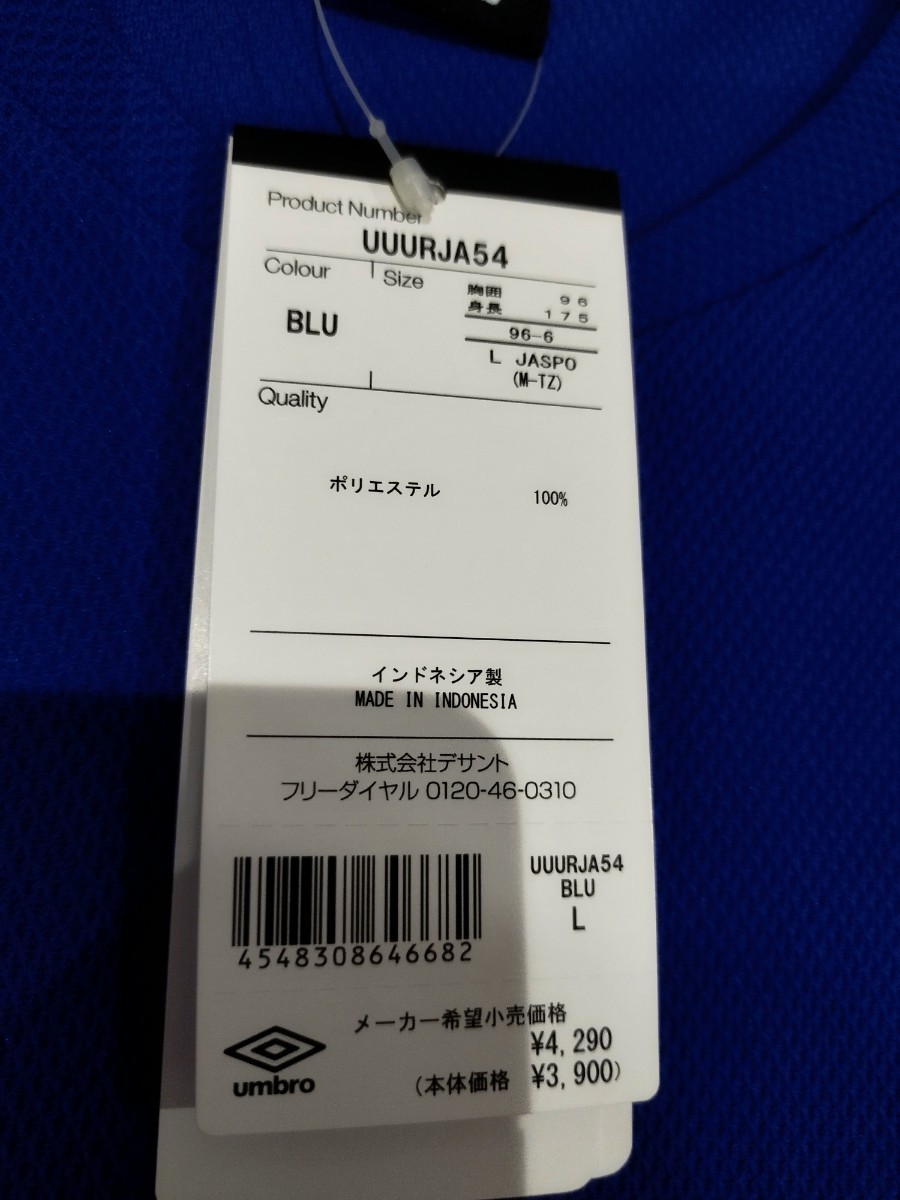 Product Number
UUURJA54
Colour
Size
胸囲 96
身長 175
BLU
96-6
L JASPO
(M-TZ)
Quality
ポリエステル 100%
インドネシア製
MADE IN INDONESIA
株式会社デサント
フリーダイヤル 0120-46-0310
UUURJA54
BLU
L
4548308646682
メーカー希望小売価格
¥4,290
(本体価格 ¥3,900)
umbro